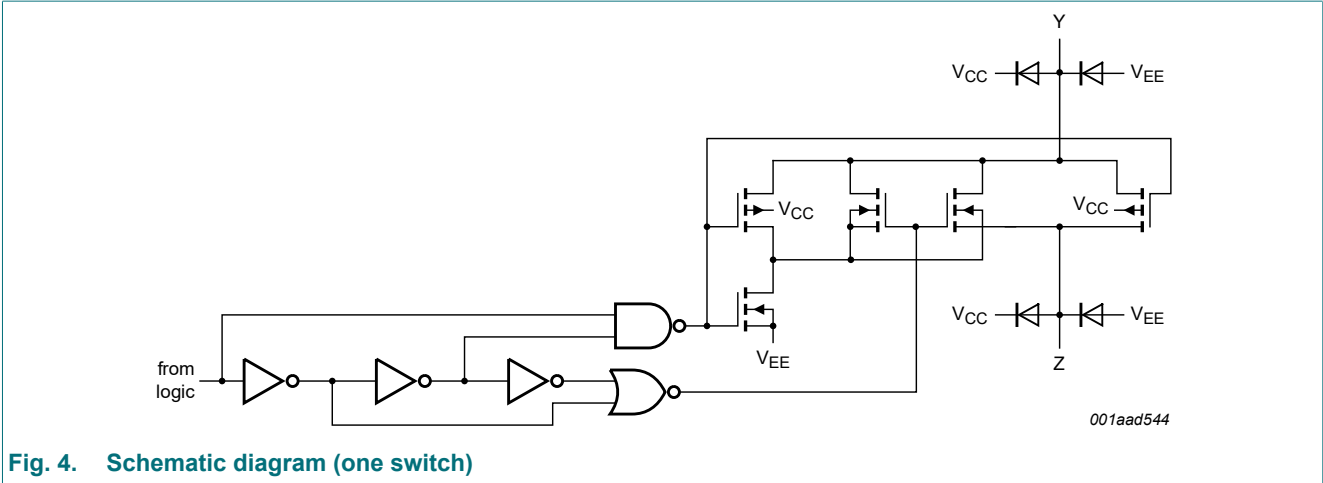 Y
VCC VEE
VCC VCC
VCC VEE
from
logic
VEE
Z
001aad544
Fig. 4. Schematic diagram (one switch)